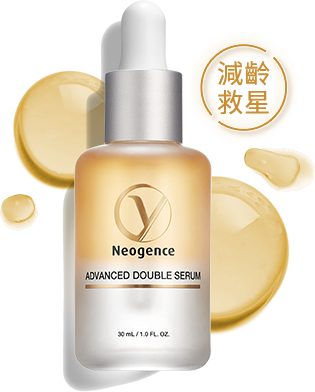 減齡
救星
Neogence
ADVANCED DOUBLE SERUM
30 mL / 1.0 FL. OZ.